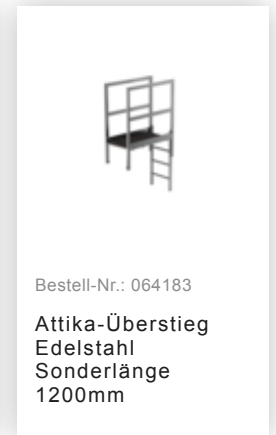 Bestell-Nr.: 064183
Attika-Überstieg
Edelstahl
Sonderlänge
1200mm